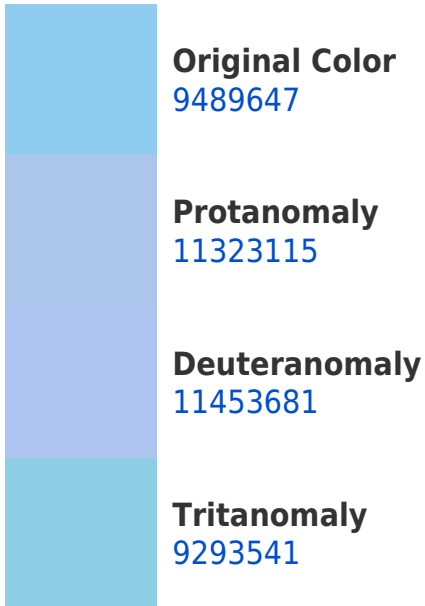 Original Color
9489647
Protanomaly
11323115
Deuteranomaly
11453681
Tritanomaly
9293541